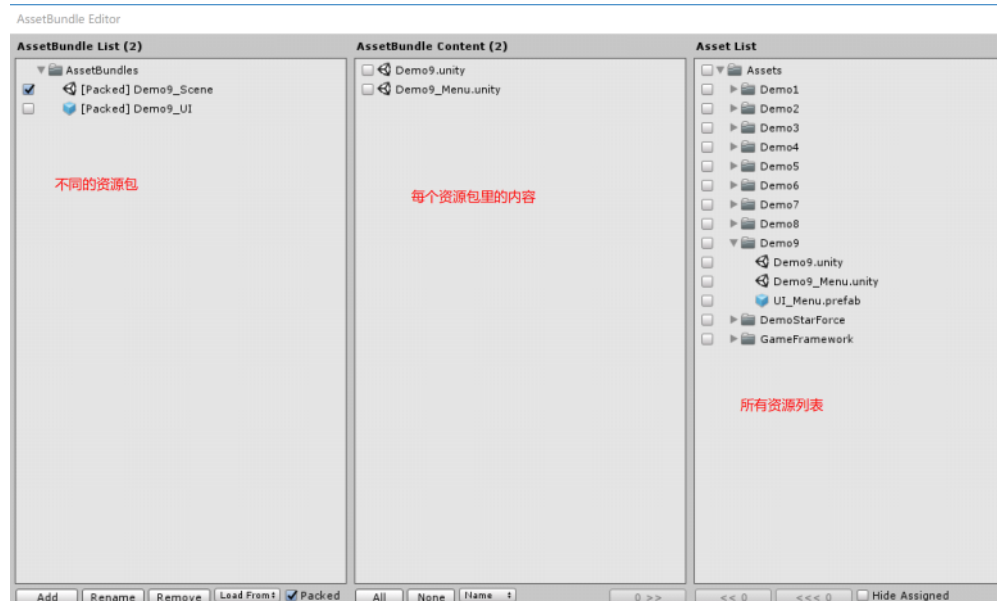 AssetBundle Editor
AssetBundle List (2)
AssetBundles
[Packed] Demo9_Scene
[Packed] Demo9_UI
不同的资源包
Add Rename Remove Load From Packed
AssetBundle Content (2)
Demo9.unity
Demo9_Menu.unity
每个资源包里的内容
All None Name 0 >>
Asset List
Assets
Demo1
Demo2
Demo3
Demo4
Demo5
Demo6
Demo7
Demo8
Demo9
Demo9.unity
Demo9_Menu.unity
UI_Menu.prefab
DemoStarForce
GameFramework
所有资源列表
<< 0 <<< 0 Hide Assigned